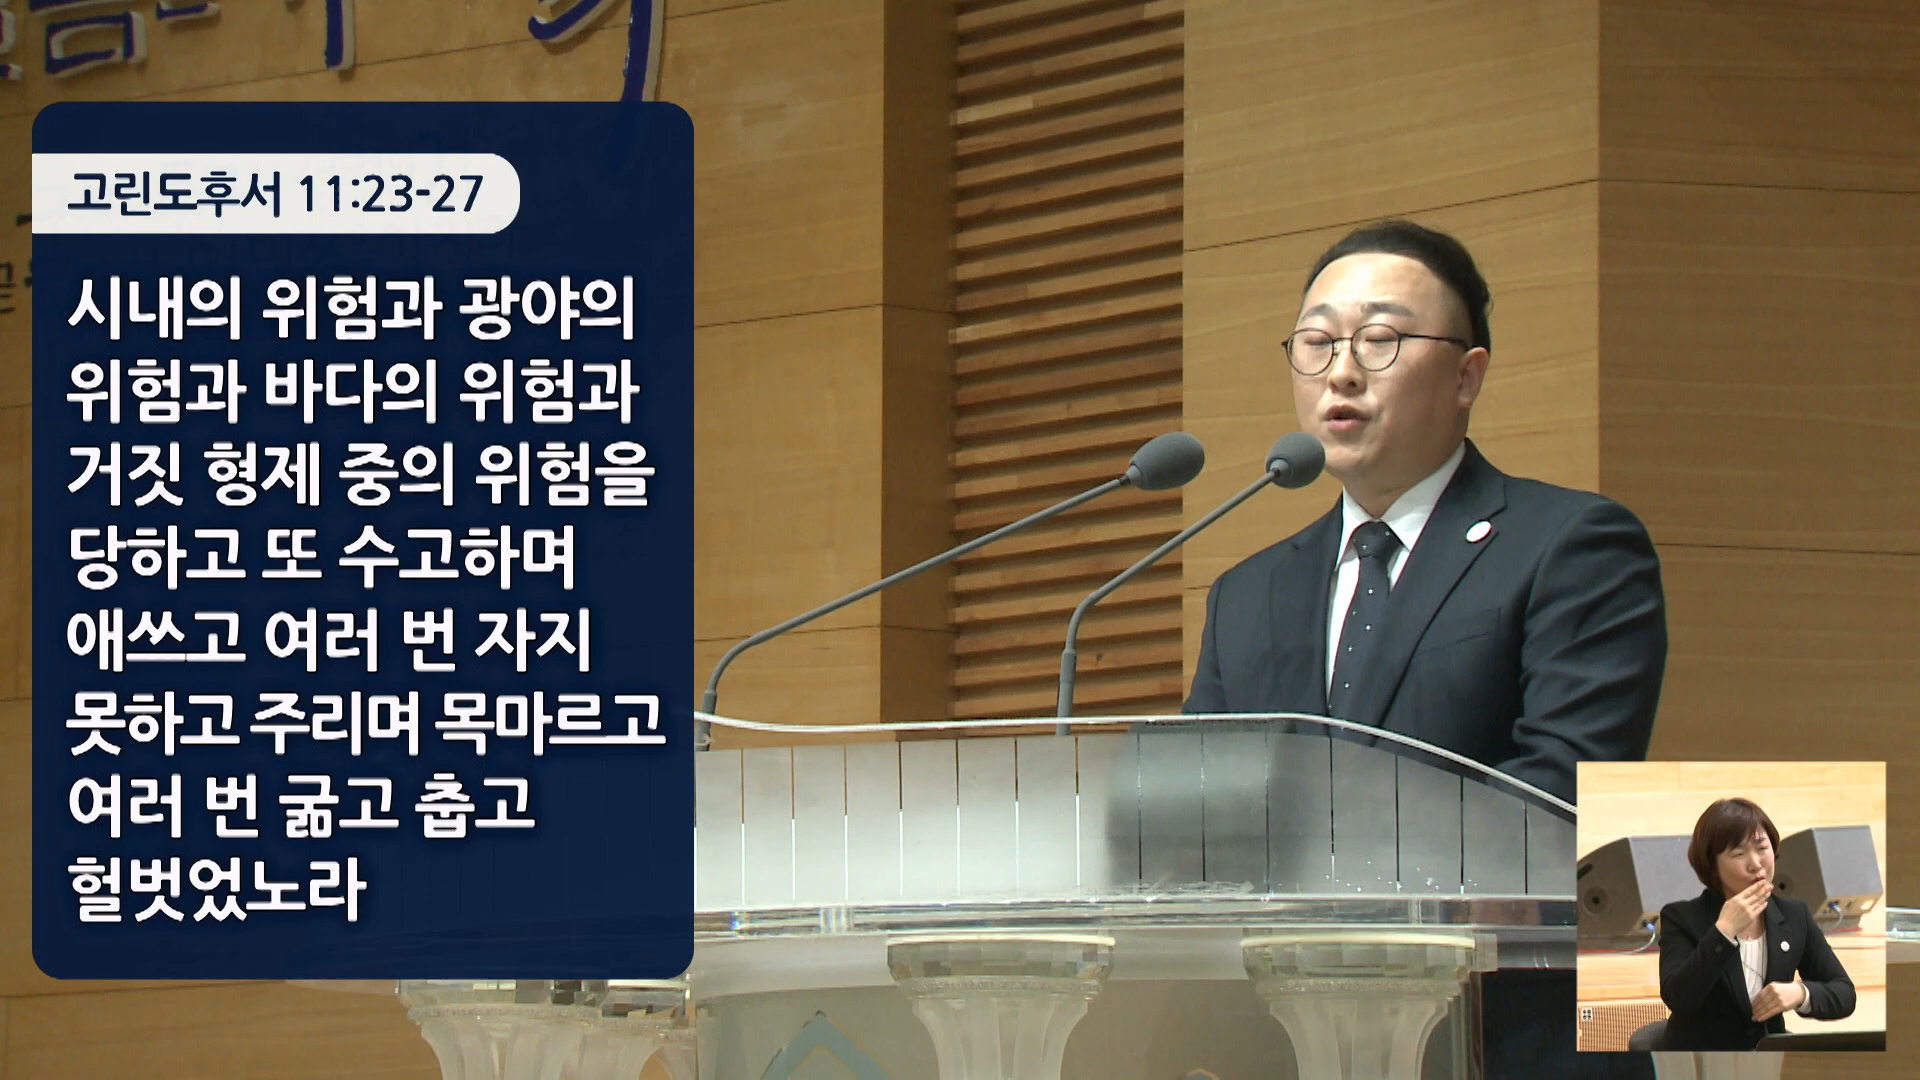 고린도후서 11:23-27
시내의 위험과 광야의
위험과 바다의 위험과
거짓 형제 중의 위험을
당하고 또 수고하며
애쓰고 여러 번 자지
못하고 주리며 목마르고
여러 번 굶고 춥고
헐벗었노라